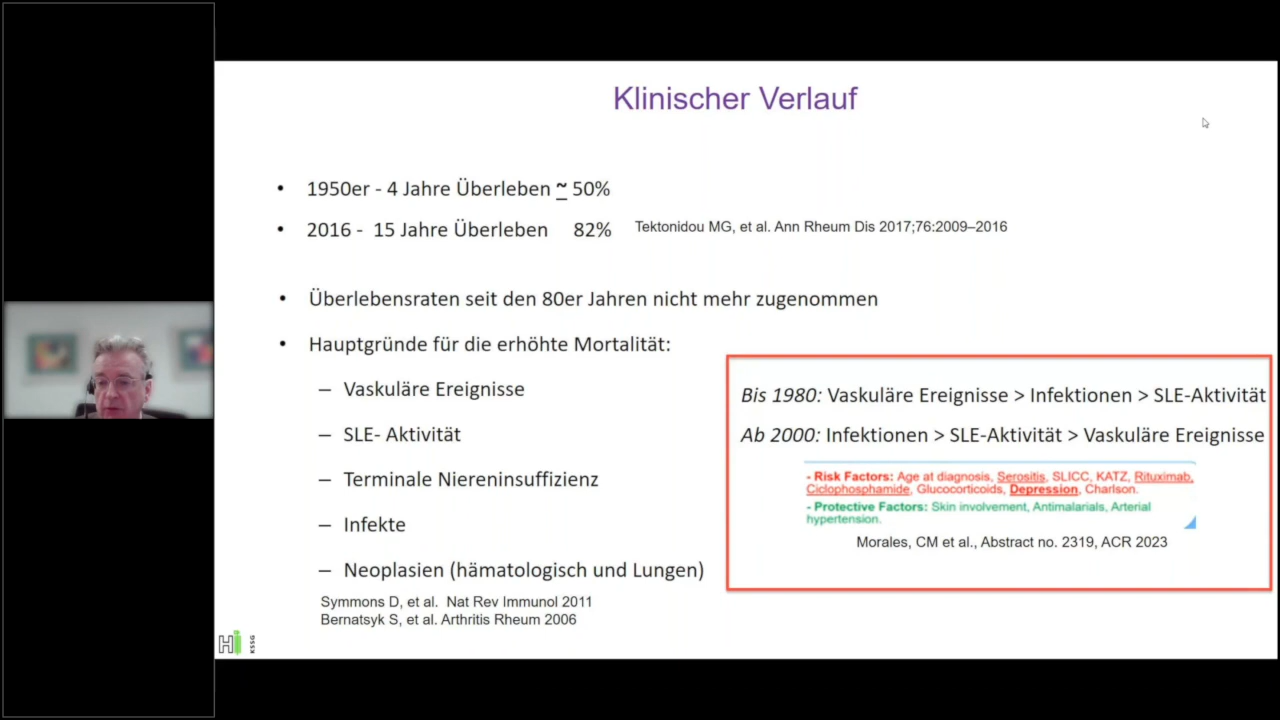 Klinischer Verlauf
• 1950er - 4 Jahre Überleben ~ 50%
• 2016 - 15 Jahre Überleben 82% Tektonidou MG, et al. Ann Rheum Dis 2017;76:2009–2016
• Überlebensraten seit den 80er Jahren nicht mehr zugenommen
• Hauptgründe für die erhöhte Mortalität:
– Vaskuläre Ereignisse
– SLE- Aktivität
– Terminale Niereninsuffizienz
– Infekte
– Neoplasien (hämatologisch und Lungen)
Symmons D, et al. Nat Rev Immunol 2011
Bernatsyk S, et al. Arthritis Rheum 2006
Bis 1980: Vaskuläre Ereignisse > Infektionen > SLE-Aktivität
Ab 2000: Infektionen > SLE-Aktivität > Vaskuläre Ereignisse
- Risk Factors: Age at diagnosis, Serositis, SLICC, KATZ, Rituximab,
Ciclophosphamide, Glucocorticoids, Depression, Charlson.
- Protective Factors: Skin involvement, Antimalarials, Arterial
hypertension.
Morales, CM et al., Abstract no. 2319, ACR 2023
Hi KSSG